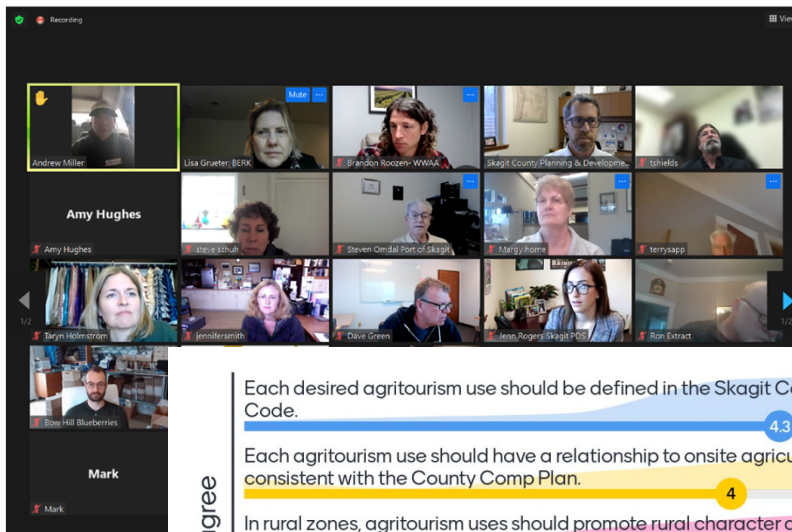 Recording
View
Mute
...
...
...
Andrew Miller
Lisa Grueter, BERK
Brandon Roozen- WWAA
Skagit County Planning & Developme...
tshields
Amy Hughes
...
...
Amy Hughes
steve schuh
Steven Omdal Port of Skagit
Margy home
terrysapp
1/2
1/2
Taryn Holmstrom
jennifersmith
Dave Green
Jenn Rogers Skagit PDS
Ron Extract
Bow Hill Blueberries
Mark
Mark
gree
Each desired agritourism use should be defined in the Skagit Co
Code.
4.3
Each agritourism use should have a relationship to onsite agricu
consistent with the County Comp Plan.
4
In rural zones, agritourism uses should promote rural character